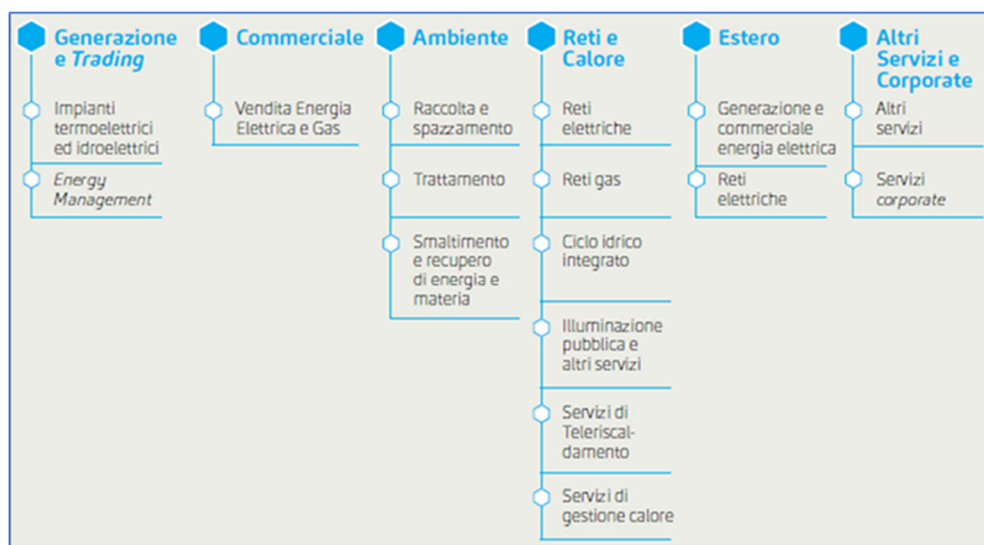 Generazione
e Trading
Impianti
termoelettrici
ed idroelettrici
Energy
Management
Commerciale
Vendita Energia
Elettrica e Gas
Ambiente
Raccolta e
spazzamento
Trattamento
Smaltimento
e recupero
di energia e
materia
Reti e
Calore
Reti
elettriche
Reti gas
Ciclo idrico
integrato
Illuminazione
pubblica e
altri servizi
Servizi di
Teleriscal-
damento
Servizi di
gestione calore
Estero
Generazione e
commerciale
energia elettrica
Reti
elettriche
Altri
Servizi e
Corporate
Altri
servizi
Servizi
corporate